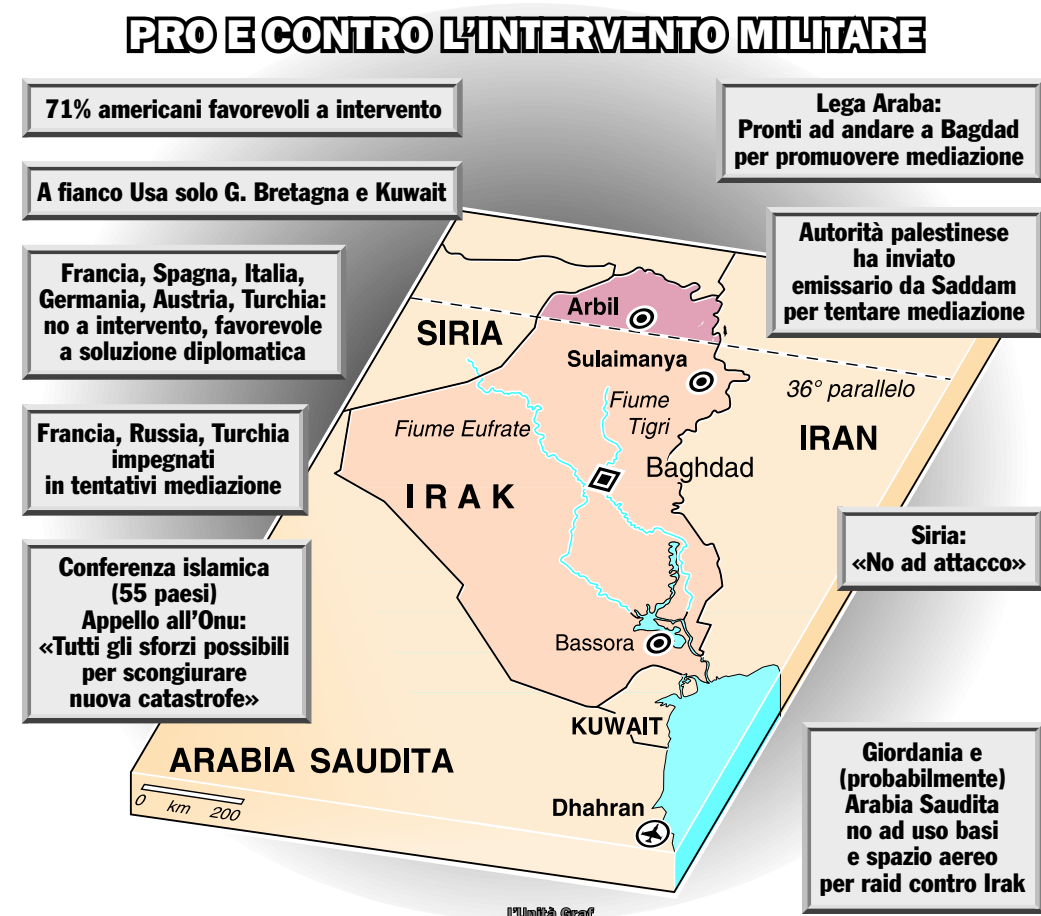 PRO E CONTRO L'INTERVENTO MILITARE
71% americani favorevoli a intervento
A fianco Usa solo G. Bretagna e Kuwait
Francia, Spagna, Italia,
Germania, Austria, Turchia:
no a intervento, favorevole
a soluzione diplomatica
Francia, Russia, Turchia
impegnati
in tentativi mediazione
Conferenza islamica
(55 paesi)
Appello all'Onu:
«Tutti gli sforzi possibili
per scongiurare
nuova catastrofe»
Lega Araba:
Pronti ad andare a Bagdad
per promuovere mediazione
Autorità palestinese
ha inviato
emissario da Saddam
per tentare mediazione
Siria:
«No ad attacco»
Giordania e
(probabilmente)
Arabia Saudita
no ad uso basi
e spazio aereo
per raid contro Irak
Arbil
SIRIA
Sulaimanya
36° parallelo
Fiume
Tigri
Fiume Eufrate
IRAN
Baghdad
IRAK
Bassora
KUWAIT
ARABIA SAUDITA
Dhahran
0 km 200
l'Unità Graf